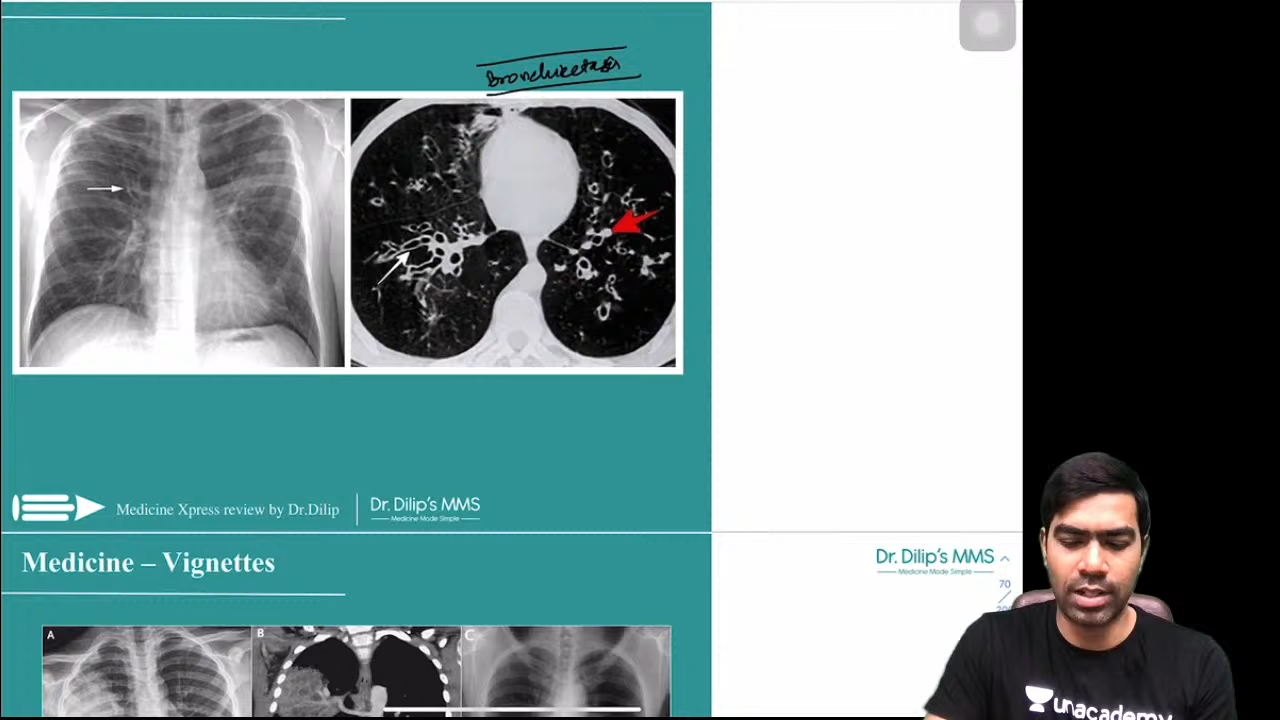 Bronchiectasis
Medicine Xpress review by Dr.Dilip
Dr. Dilip's MMS
Medicine Made Simple
Medicine – Vignettes
Dr. Dilip's MMS
Medicine Made Simple
70
A
B
C
unacademy